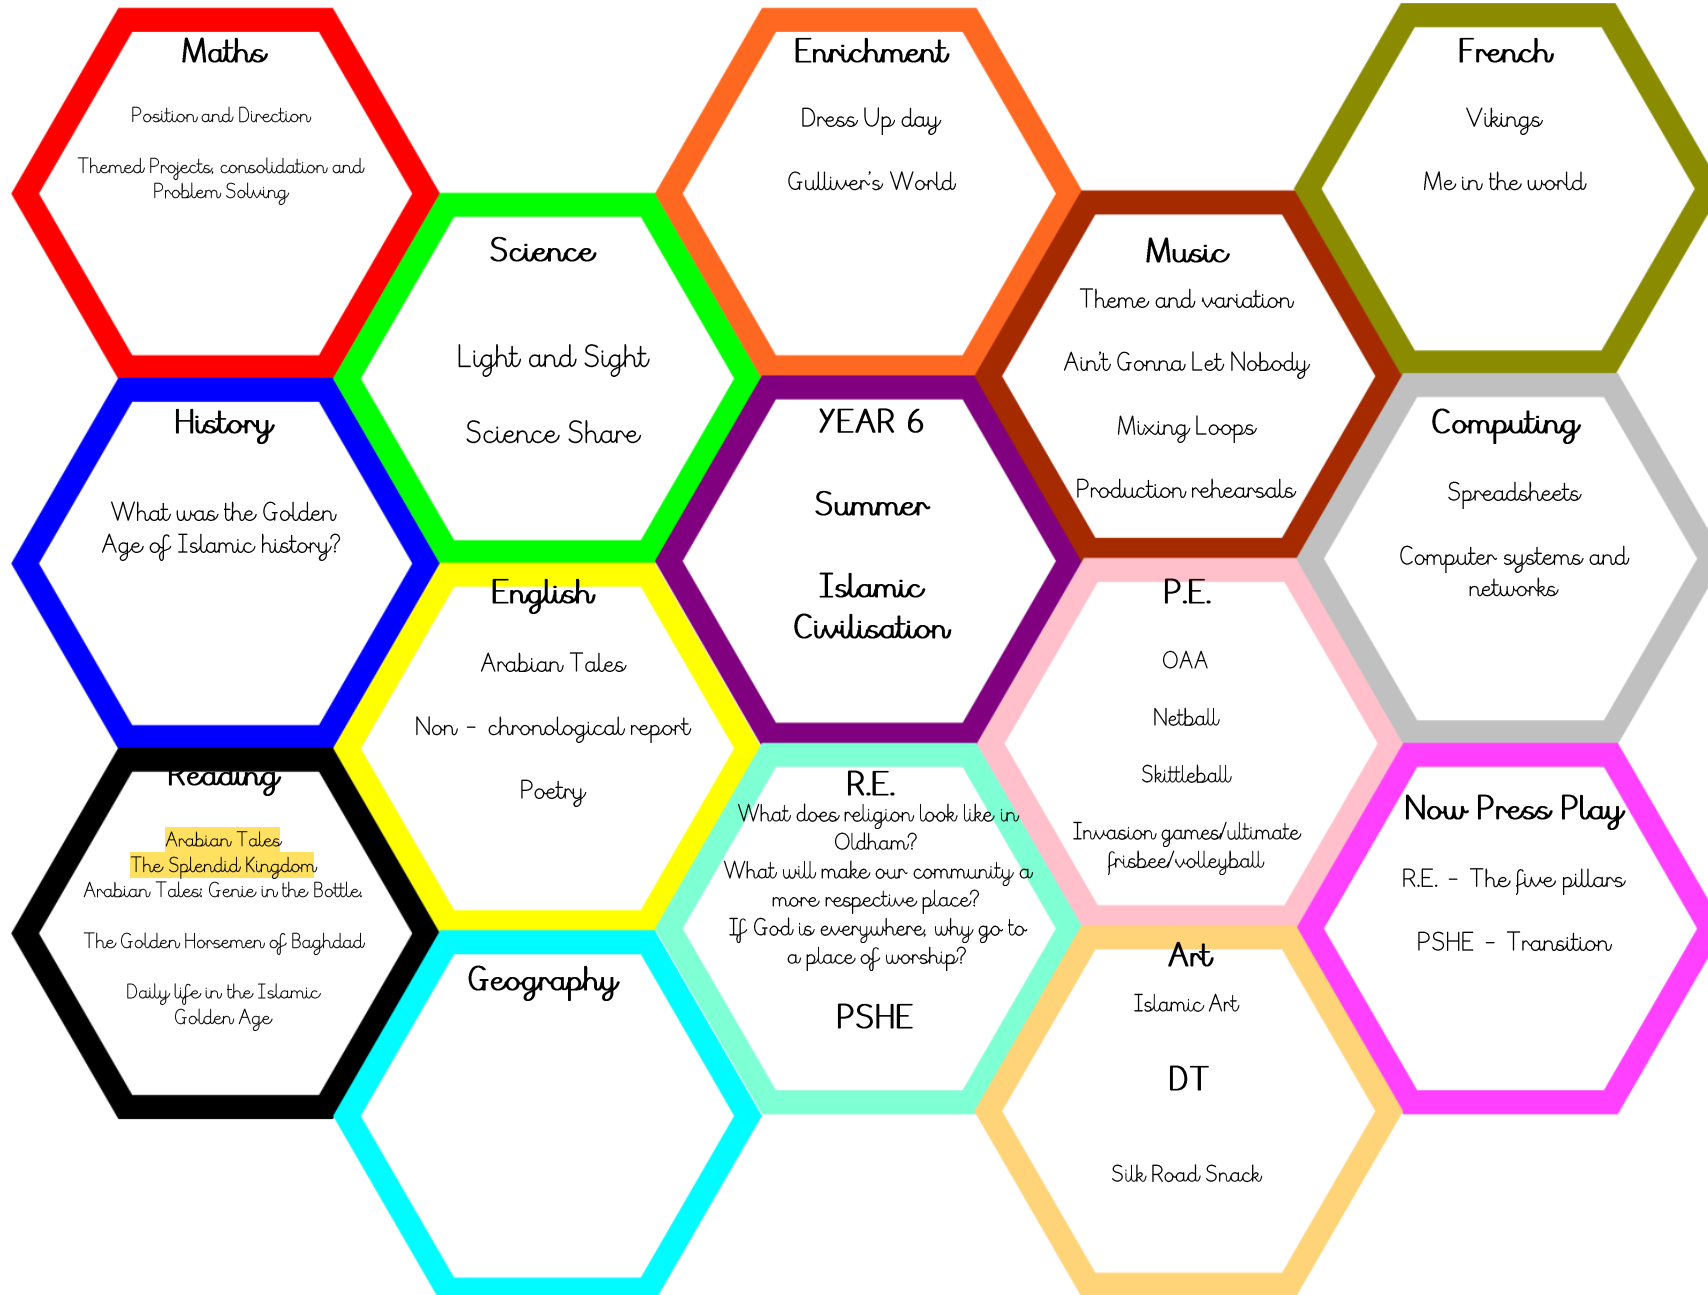 Maths
Position and Direction
Themed Projects, consolidation and
Problem Solving
Enrichment
Dress Up day
Gulliver's World
French
Vikings
Me in the world
Science
Light and Sight
Science Share
Music
Theme and variation
Ain't Gonna Let Nobody
Mixing Loops
Production rehearsals
History
What was the Golden
Age of Islamic history?
YEAR 6
Summer
Islamic
Civilisation
Computing
Spreadsheets
Computer systems and
networks
English
Arabian Tales
Non - chronological report
Poetry
P.E.
OAA
Netball
Skittleball
Invasion games/ultimate
frisbee/volleyball
Reading
Arabian Tales
The Splendid Kingdom
Arabian Tales: Genie in the Bottle.
The Golden Horsemen of Baghdad
Daily life in the Islamic
Golden Age
R.E.
What does religion look like in
Oldham?
What will make our community a
more respective place?
If God is everywhere, why go to
a place of worship?
PSHE
Now Press Play
R.E. - The five pillars
PSHE - Transition
Geography
Art
Islamic Art
DT
Silk Road Snack